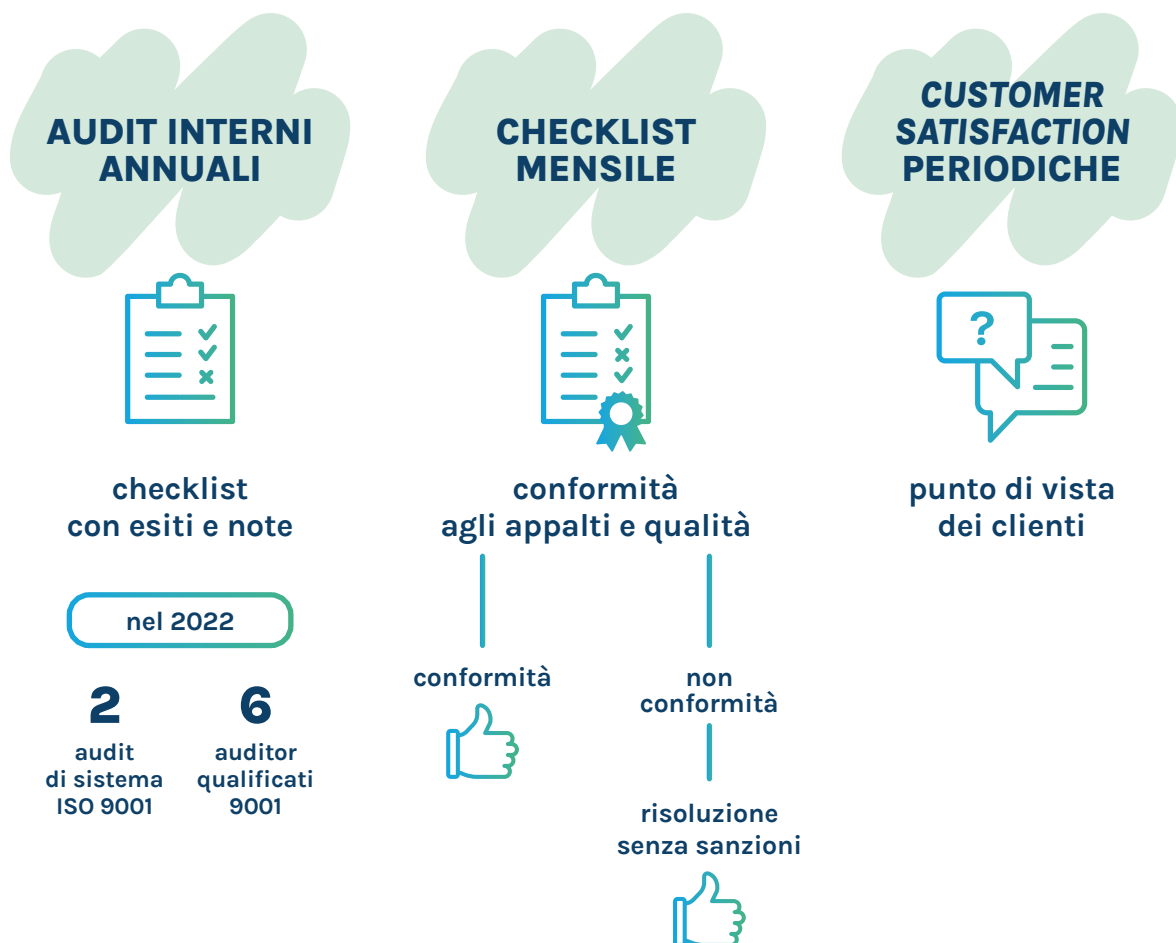 AUDIT INTERNI
ANNUALI
checklist
con esiti e note
nel 2022
2
audit
di sistema
ISO 9001
6
auditor
qualificati
9001
CHECKLIST
MENSILE
conformità
agli appalti e qualità
conformità
non
conformità
risoluzione
senza sanzioni
CUSTOMER
SATISFACTION
PERIODICHE
?
punto di vista
dei clienti